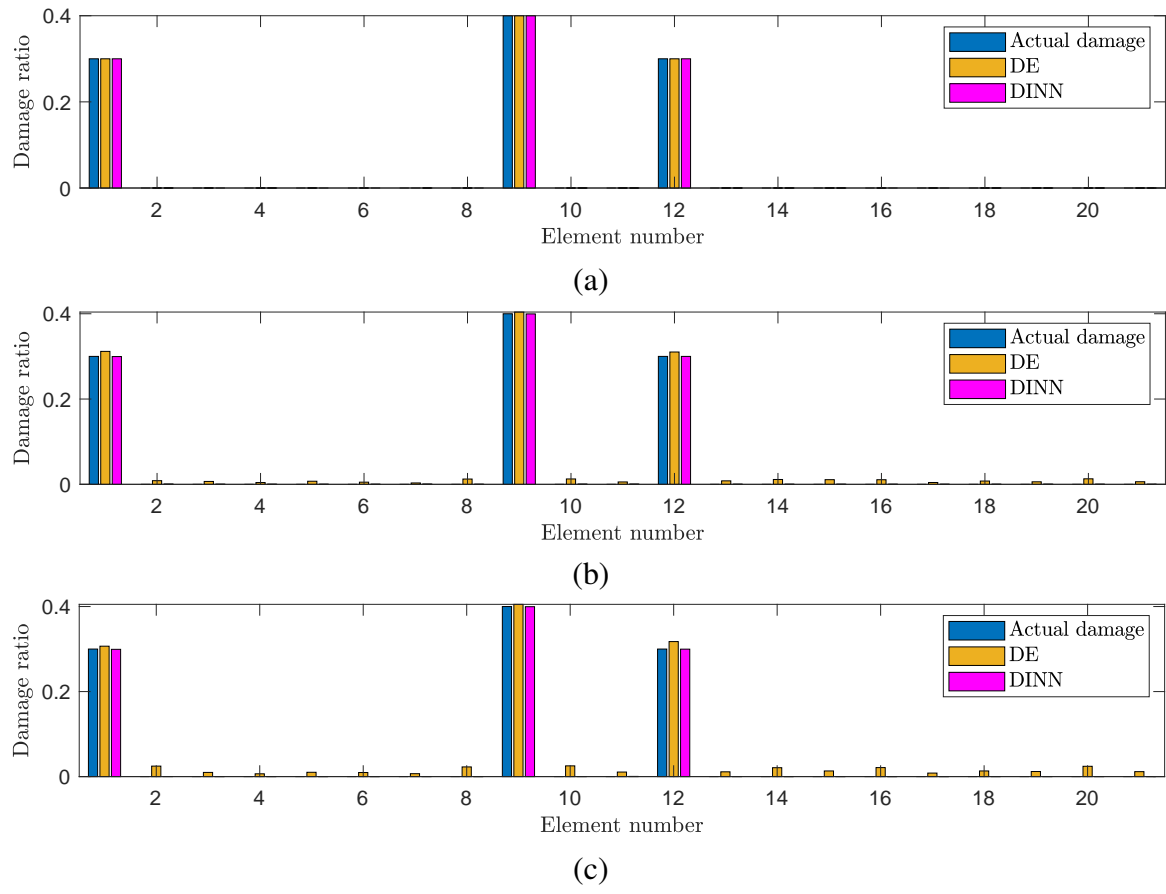 0.4
0.2
0
Damage ratio
Actual damage
DE
DINN
2 4 6 8 10 12 14 16 18 20
Element number
(a)
0.4
0.2
0
Damage ratio
Actual damage
DE
DINN
2 4 6 8 10 12 14 16 18 20
Element number
(b)
0.4
0.2
0
Damage ratio
Actual damage
DE
DINN
2 4 6 8 10 12 14 16 18 20
Element number
(c)